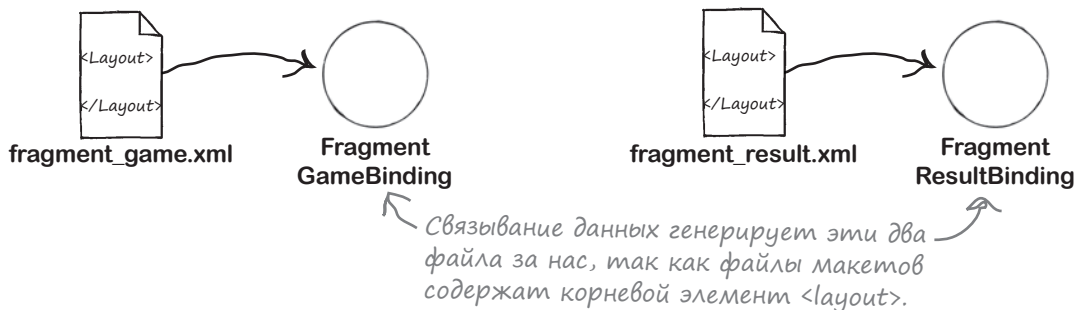 <Layout>
</Layout>
fragment_game.xml
Fragment
GameBinding
<Layout>
</Layout>
fragment_result.xml
Fragment
ResultBinding
Связывание данных генерирует эти два
файла за нас, так как файлы макетов
содержат корневой элемент <layout>.